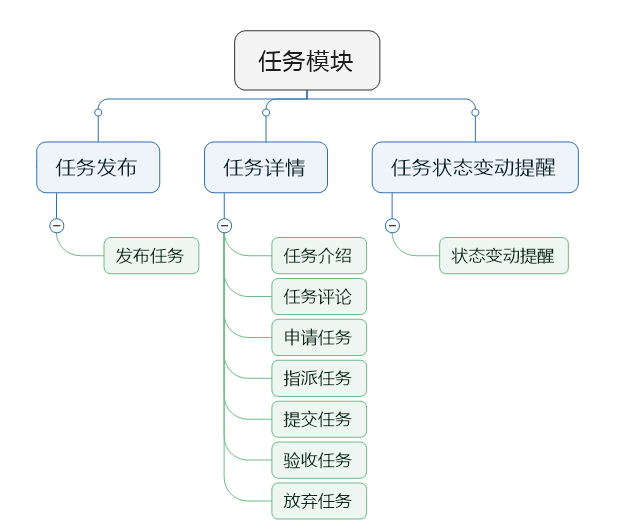 任务模块
任务发布
任务详情
任务状态变动提醒
发布任务
任务介绍
状态变动提醒
任务评论
申请任务
指派任务
提交任务
验收任务
放弃任务